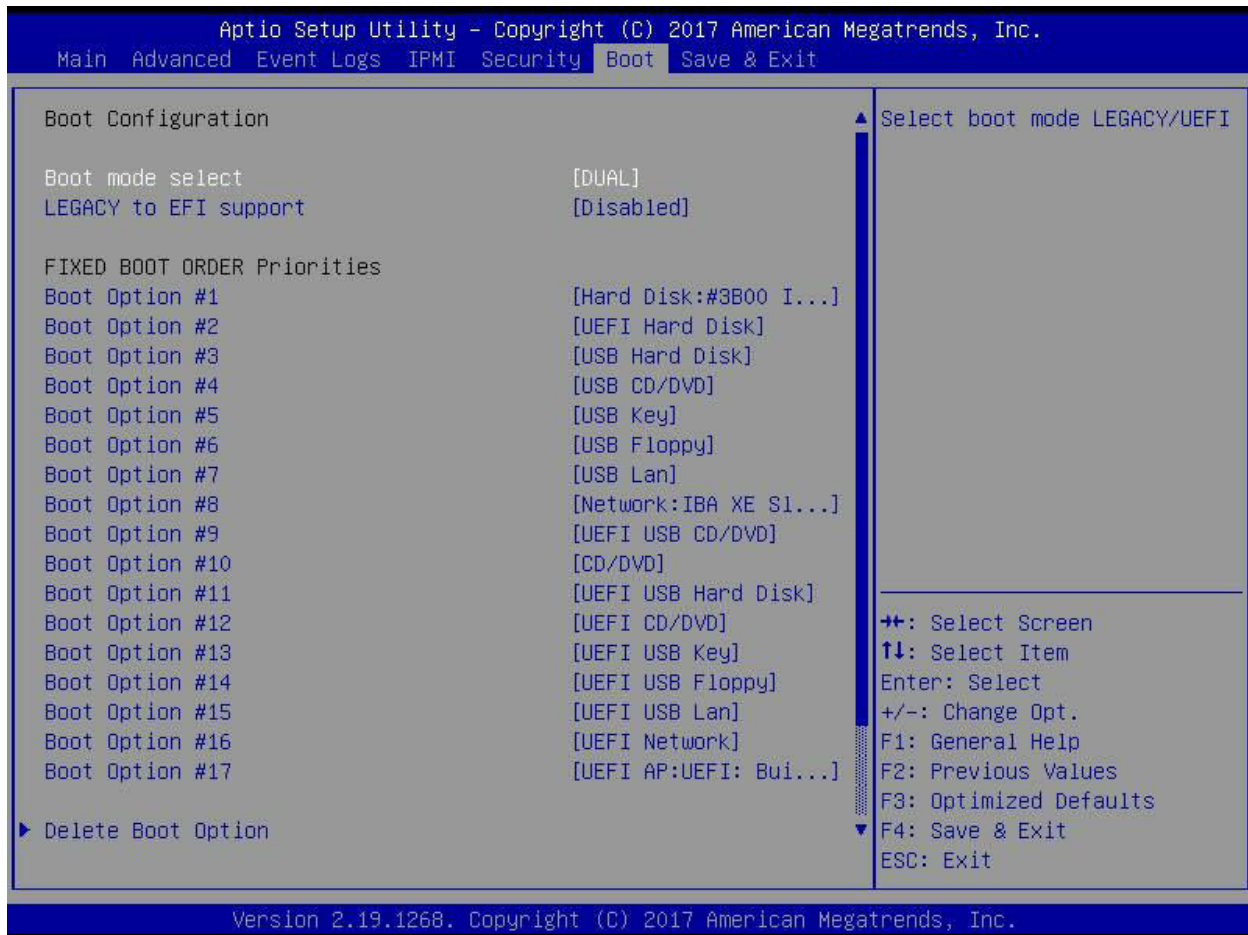 Aptio Setup Utility – Copyright (C) 2017 American Megatrends, Inc.
Main Advanced Event Logs IPMI Security Boot Save & Exit
Boot Configuration
Boot mode select [DUAL]
LEGACY to EFI support [Disabled]
FIXED BOOT ORDER Priorities
Boot Option #1 [Hard Disk:#3B00 I...]
Boot Option #2 [UEFI Hard Disk]
Boot Option #3 [USB Hard Disk]
Boot Option #4 [USB CD/DVD]
Boot Option #5 [USB Key]
Boot Option #6 [USB Floppy]
Boot Option #7 [USB Lan]
Boot Option #8 [Network:IBA XE Sl...]
Boot Option #9 [UEFI USB CD/DVD]
Boot Option #10 [CD/DVD]
Boot Option #11 [UEFI USB Hard Disk]
Boot Option #12 [UEFI CD/DVD]
Boot Option #13 [UEFI USB Key]
Boot Option #14 [UEFI USB Floppy]
Boot Option #15 [UEFI USB Lan]
Boot Option #16 [UEFI Network]
Boot Option #17 [UEFI AP:UEFI: Bui...]
Delete Boot Option
Select boot mode LEGACY/UEFI
→←: Select Screen
↑↓: Select Item
Enter: Select
+/-: Change Opt.
F1: General Help
F2: Previous Values
F3: Optimized Defaults
F4: Save & Exit
ESC: Exit
Version 2.19.1268. Copyright (C) 2017 American Megatrends, Inc.